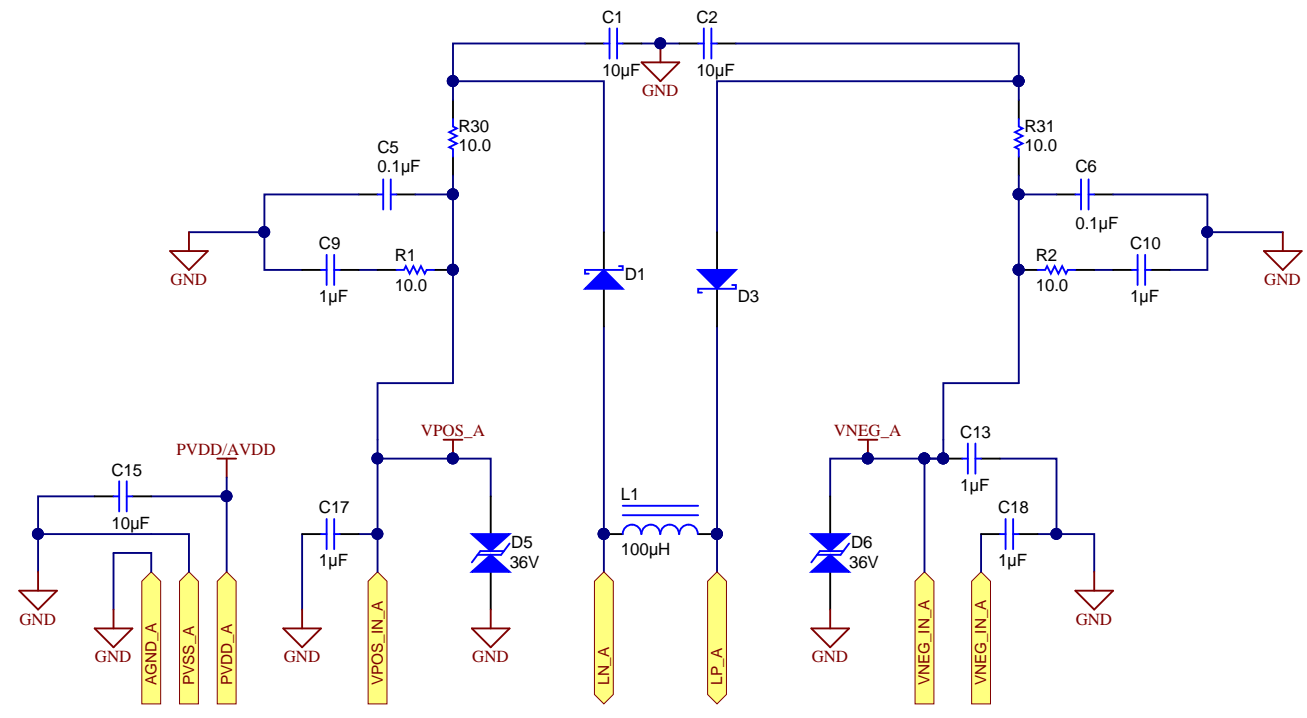 C1
10µF
C2
10µF
GND
R30
10.0
R31
10.0
C5
0.1µF
C6
0.1µF
C9
1µF
R1
10.0
R2
10.0
C10
1µF
GND
GND
D1
D3
PVDD/AVDD
VPOS_A
VNEG_A
C13
1µF
C15
10µF
C17
1µF
L1
100µH
C18
1µF
D5
36V
D6
36V
GND
GND
GND
GND
GND
GND
AGND_A
PVSS_A
PVDD_A
VPOS_IN_A
LN_A
LP_A
VNEG_IN_A
VNEG_IN_A